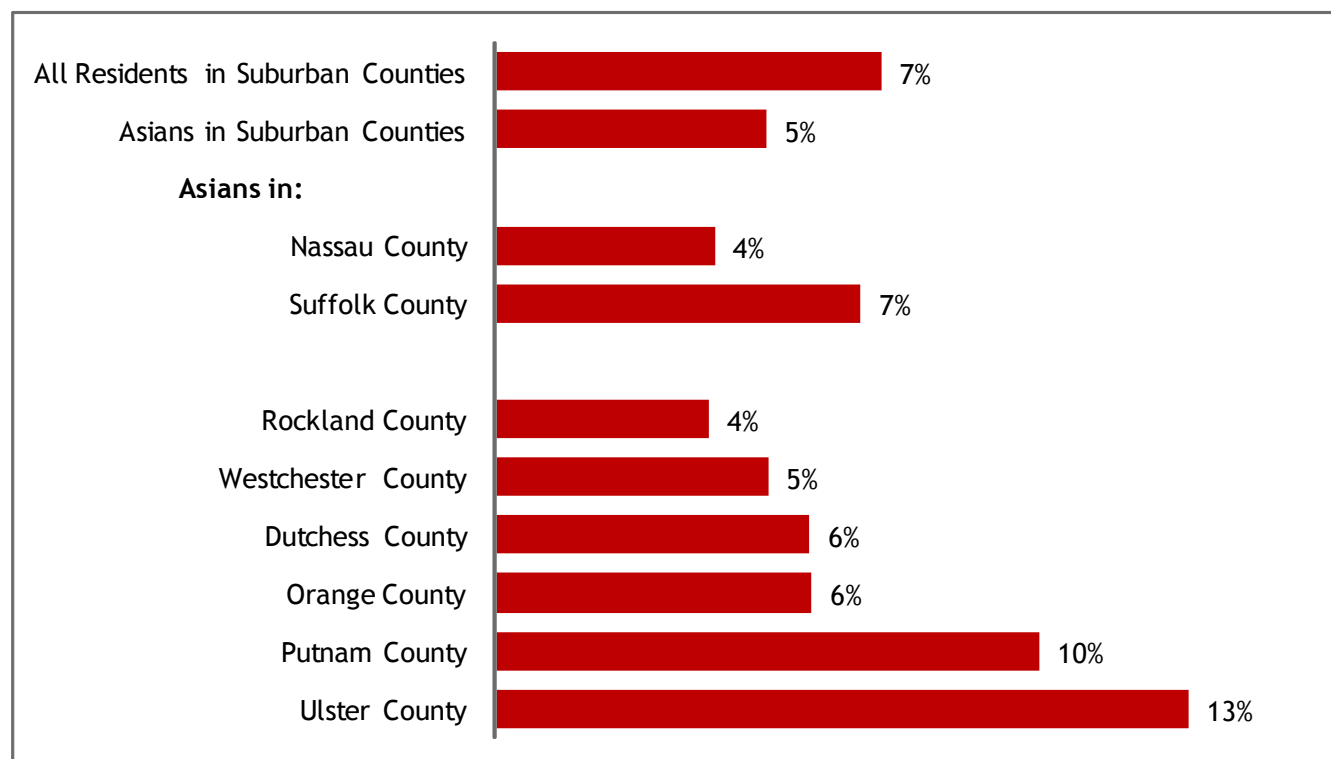 All Residents in Suburban Counties 7%
Asians in Suburban Counties 5%
Asians in:
Nassau County 4%
Suffolk County 7%
Rockland County 4%
Westchester County 5%
Dutchess County 6%
Orange County 6%
Putnam County 10%
Ulster County 13%